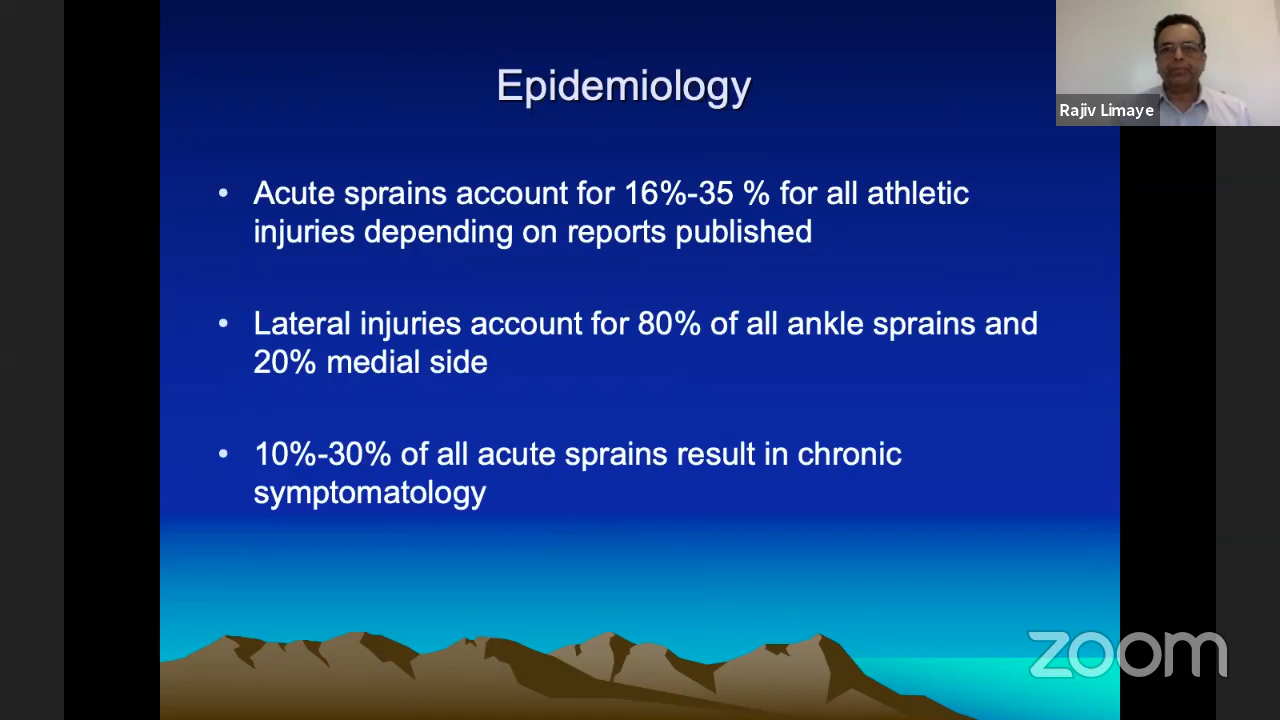 Epidemiology
Rajiv Limaye
• Acute sprains account for 16%-35 % for all athletic
injuries depending on reports published
• Lateral injuries account for 80% of all ankle sprains and
20% medial side
• 10%-30% of all acute sprains result in chronic
symptomatology
zoom